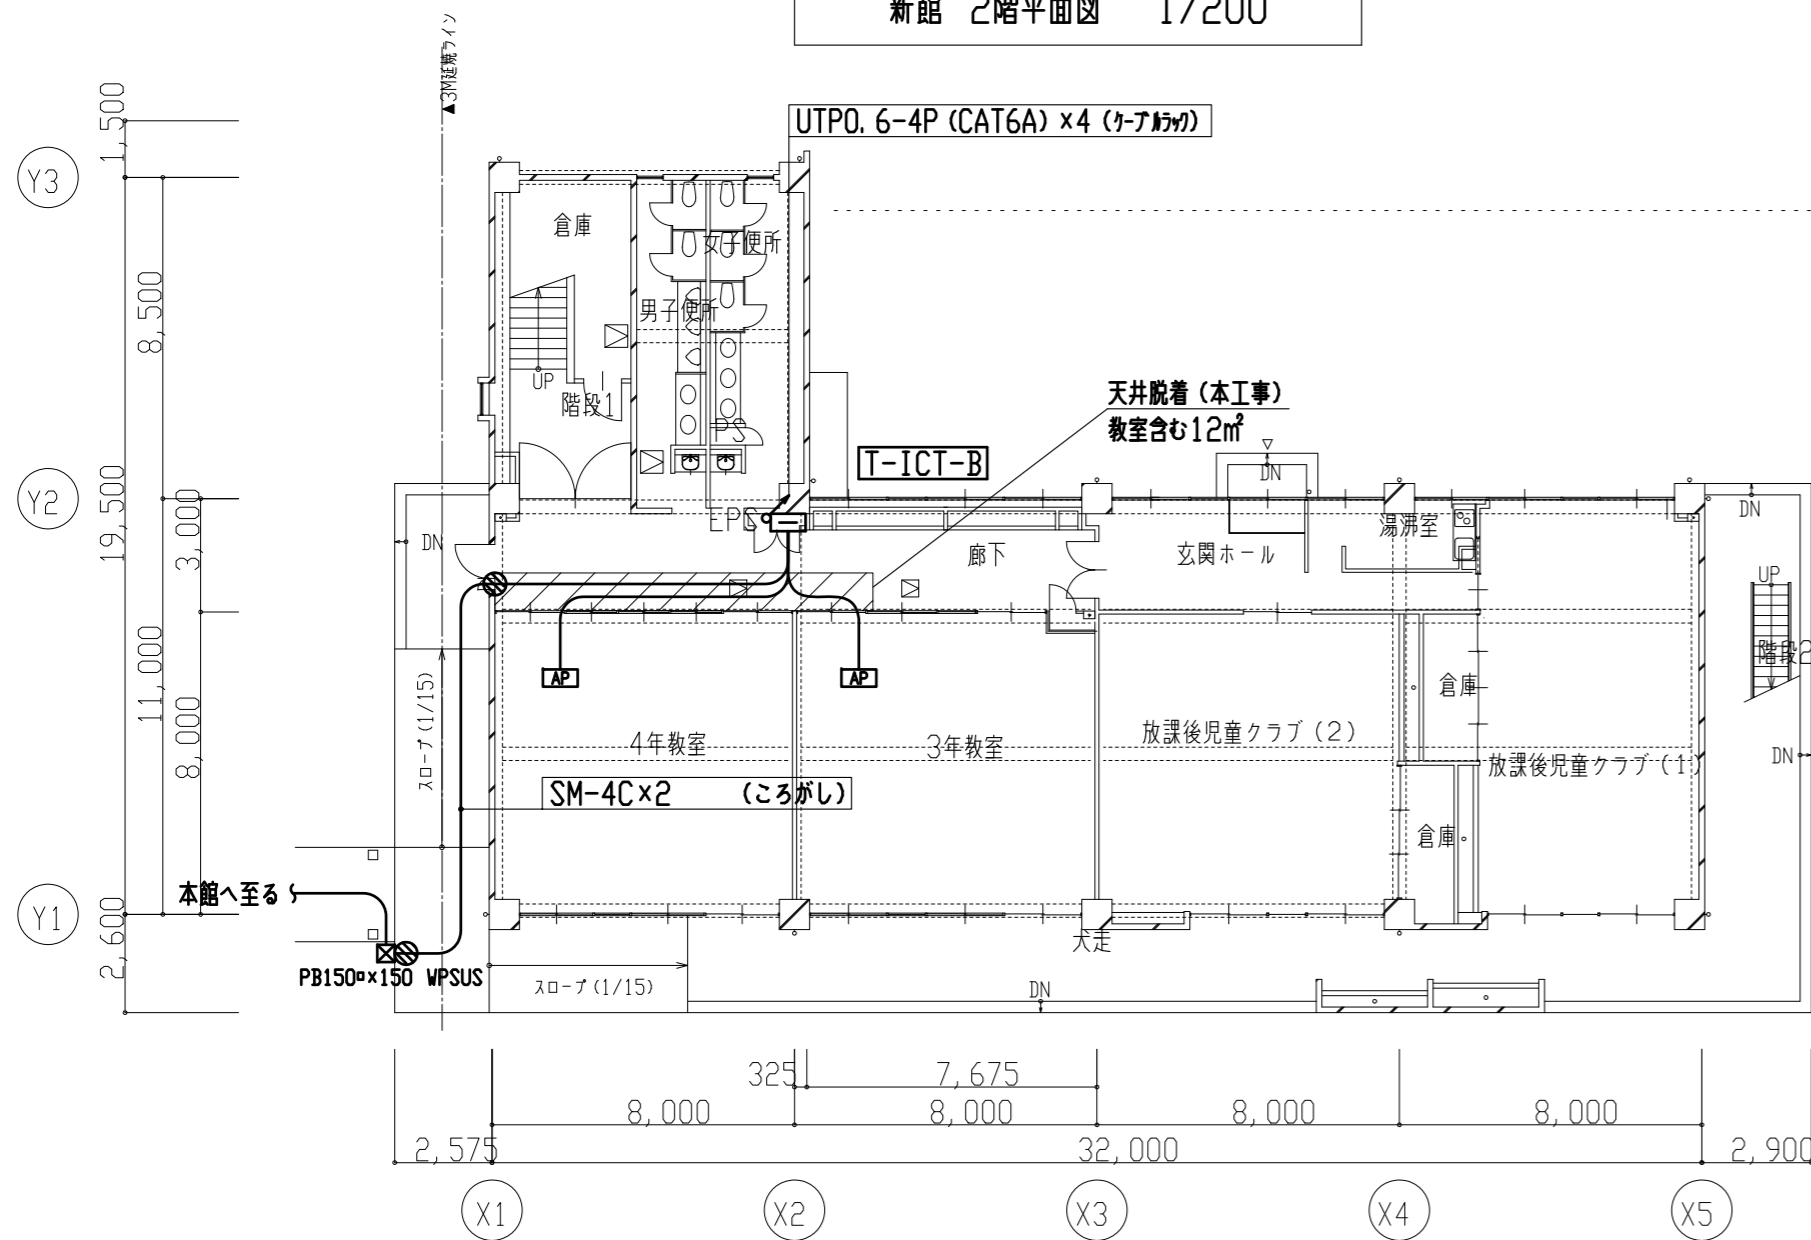 新館 2階平面図 1/200
▲3M延焼ライン
UTP0.6-4P (CAT6A) ×4 (ケーブルラック)
1,500
Y3
倉庫
女子便所
8,500
男子便所
UP
階段1
PS
天井脱着 (本工事)
教室含む12㎡
T-ICT-B
DN
Y2
19,500
3,000
EPS
DN
廊下
玄関ホール
湯沸室
DN
UP
11,000
8,000
スロープ(1/15)
AP
AP
階段2
倉庫
4年教室
3年教室
放課後児童クラブ(2)
放課後児童クラブ(1)
DN
SM-4C×2 (ころがし)
倉庫
本館へ至る
Y1
2,600
犬走
PB150□×150 WPSUS
スロープ(1/15)
DN
325
7,675
8,000
8,000
8,000
8,000
2,575
32,000
2,900
X1
X2
X3
X4
X5